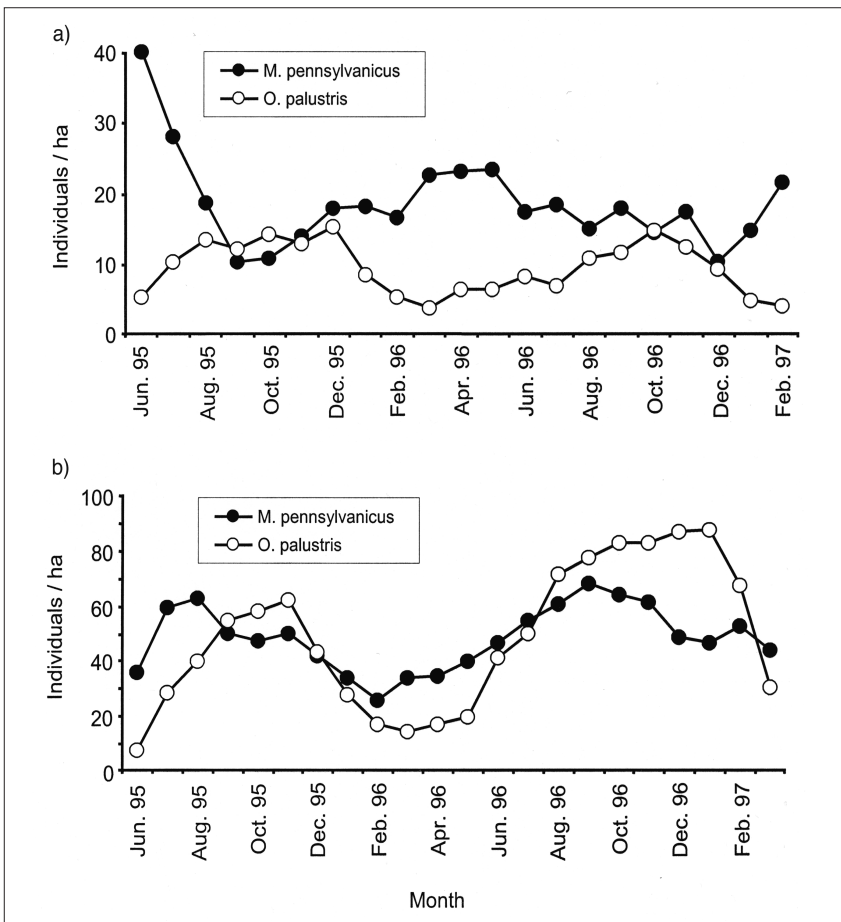 a)
40
30
20
10
0
Individuals / ha
M. pennsylvanicus
O. palustris
Jun. 95
Aug. 95
Oct. 95
Dec. 95
Feb. 96
Apr. 96
Jun. 96
Aug. 96
Oct. 96
Dec. 96
Feb. 97
b)
100
80
60
40
20
0
Individuals / ha
M. pennsylvanicus
O. palustris
Jun. 95
Aug. 95
Oct. 95
Dec. 95
Feb. 96
Apr. 96
Jun. 96
Aug. 96
Oct. 96
Dec. 96
Feb. 97
Month